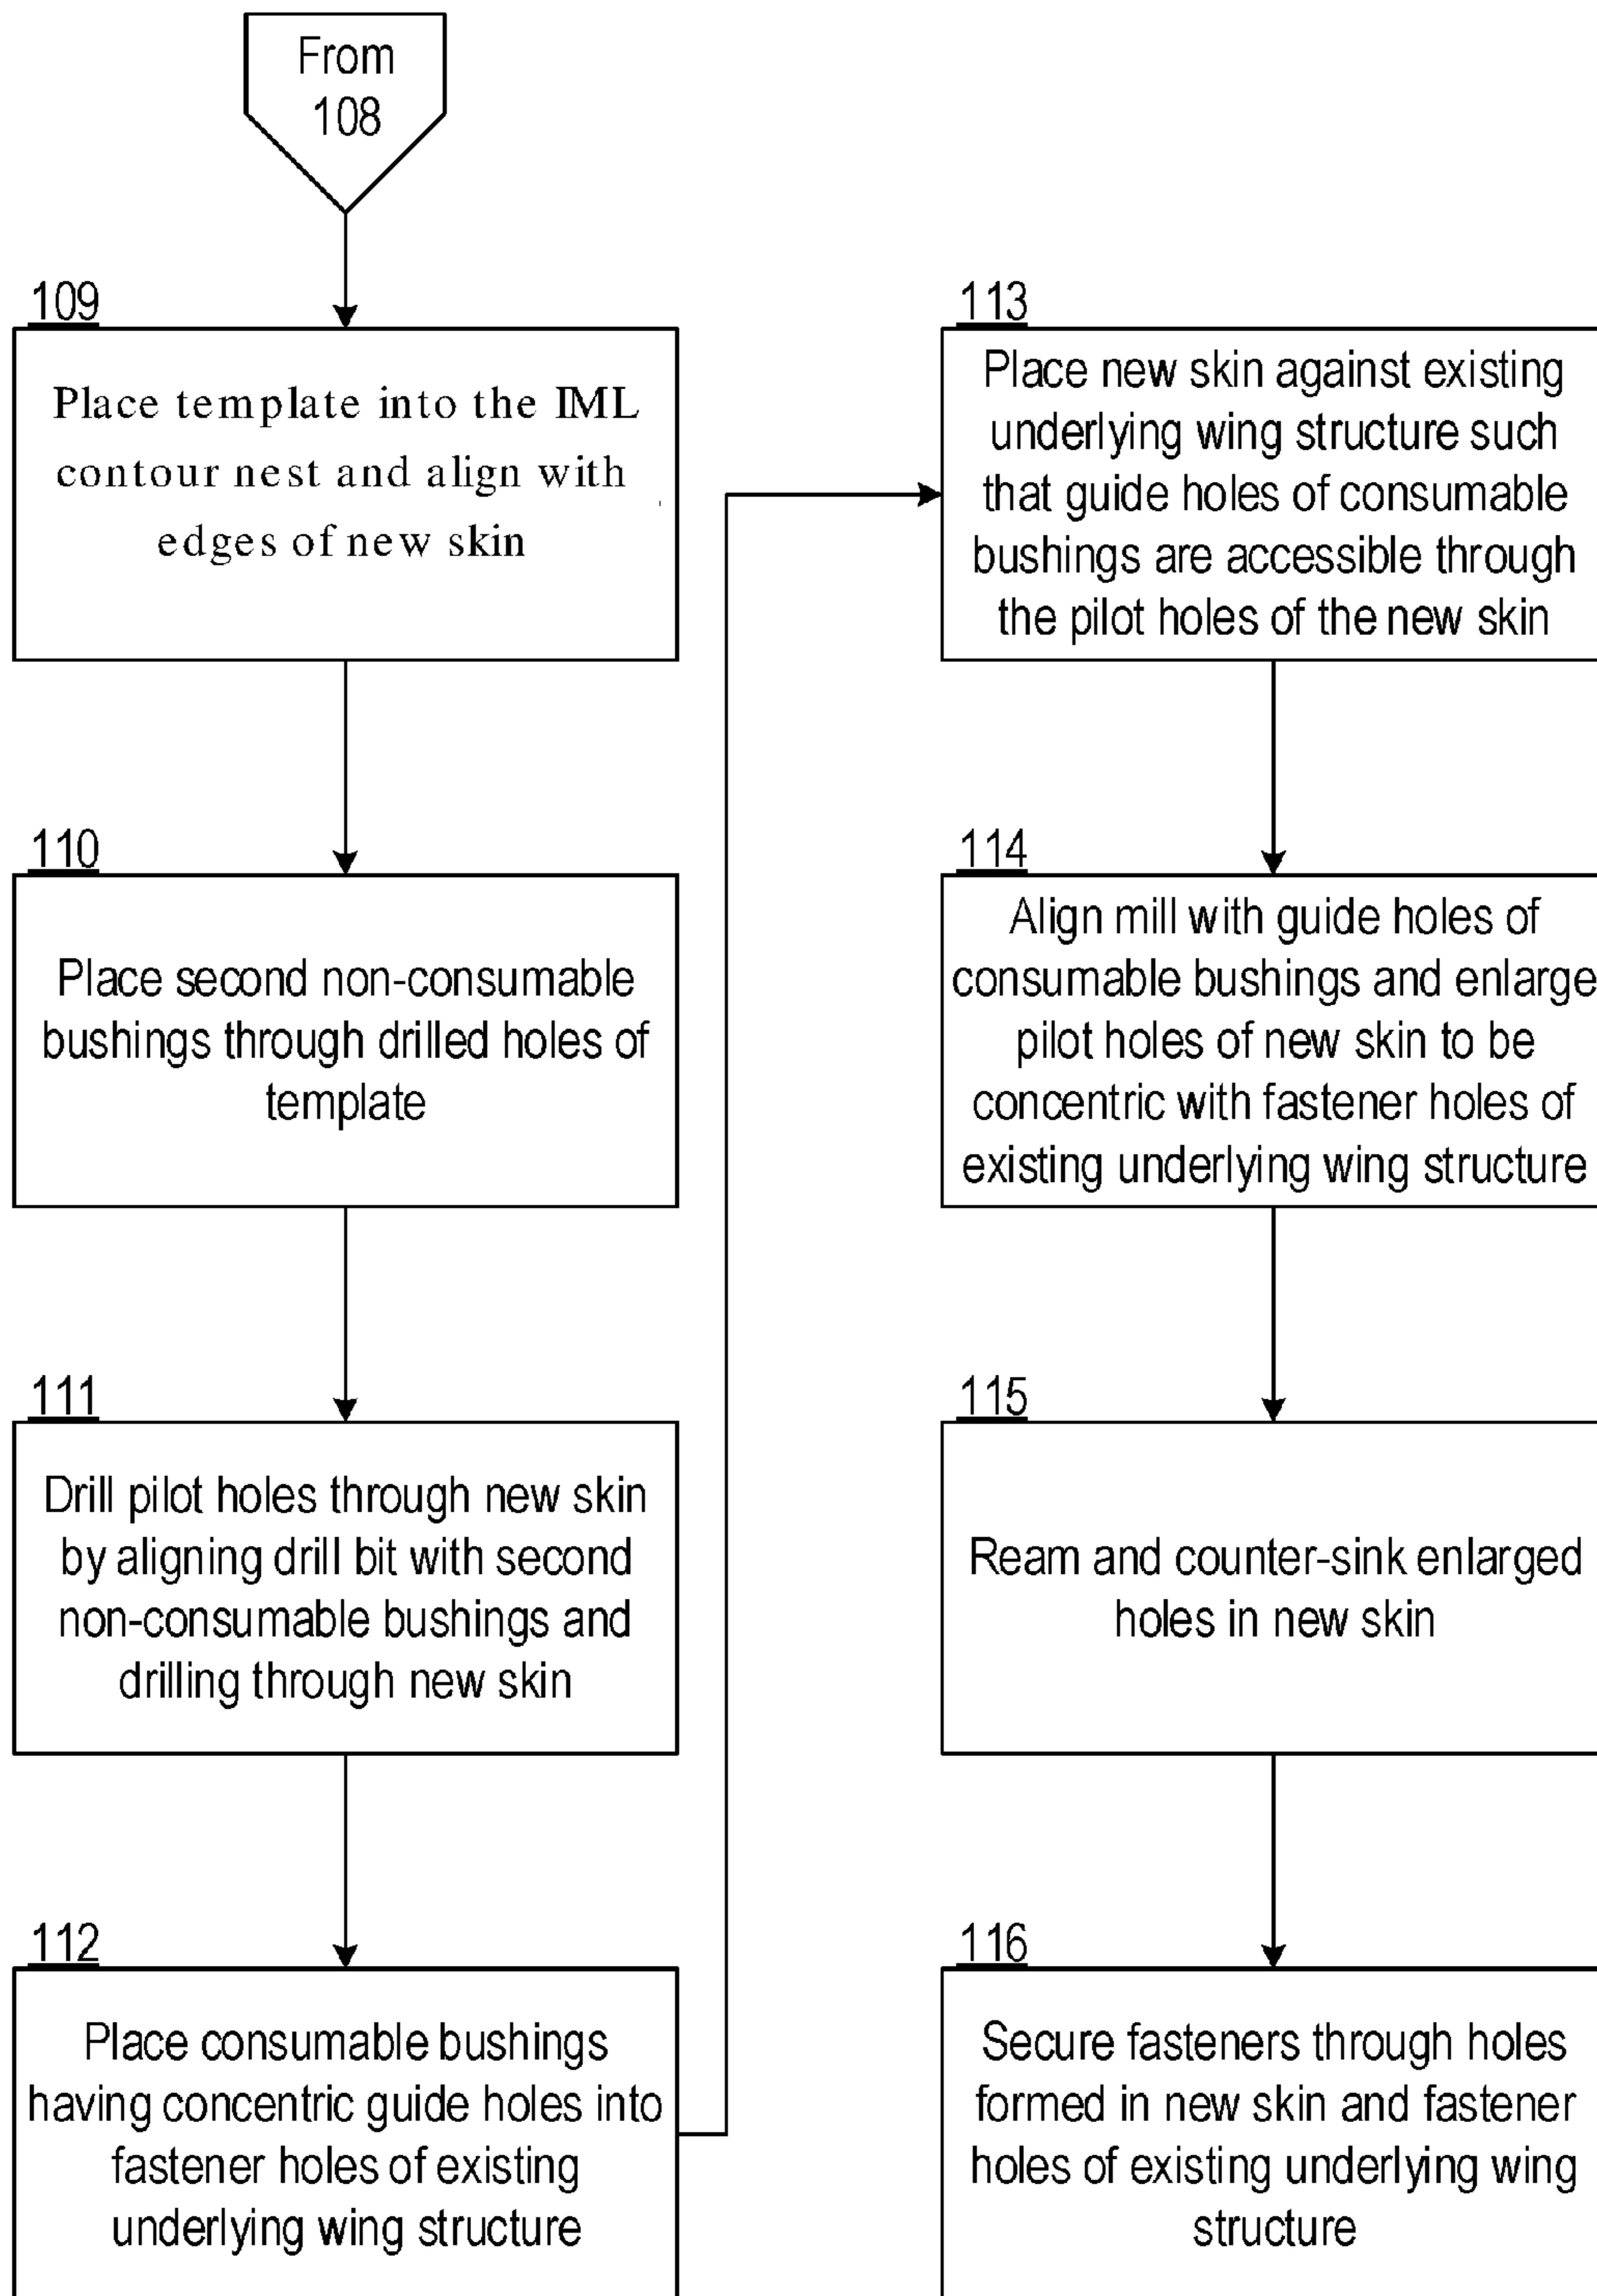 From
108
109
Place template into the IML
contour nest and align with
edges of new skin
110
Place second non-consumable
bushings through drilled holes of
template
111
Drill pilot holes through new skin
by aligning drill bit with second
non-consumable bushings and
drilling through new skin
112
Place consumable bushings
having concentric guide holes into
fastener holes of existing
underlying wing structure
113
Place new skin against existing
underlying wing structure such
that guide holes of consumable
bushings are accessible through
the pilot holes of the new skin
114
Align mill with guide holes of
consumable bushings and enlarge
pilot holes of new skin to be
concentric with fastener holes of
existing underlying wing structure
115
Ream and counter-sink enlarged
holes in new skin
116
Secure fasteners through holes
formed in new skin and fastener
holes of existing underlying wing
structure